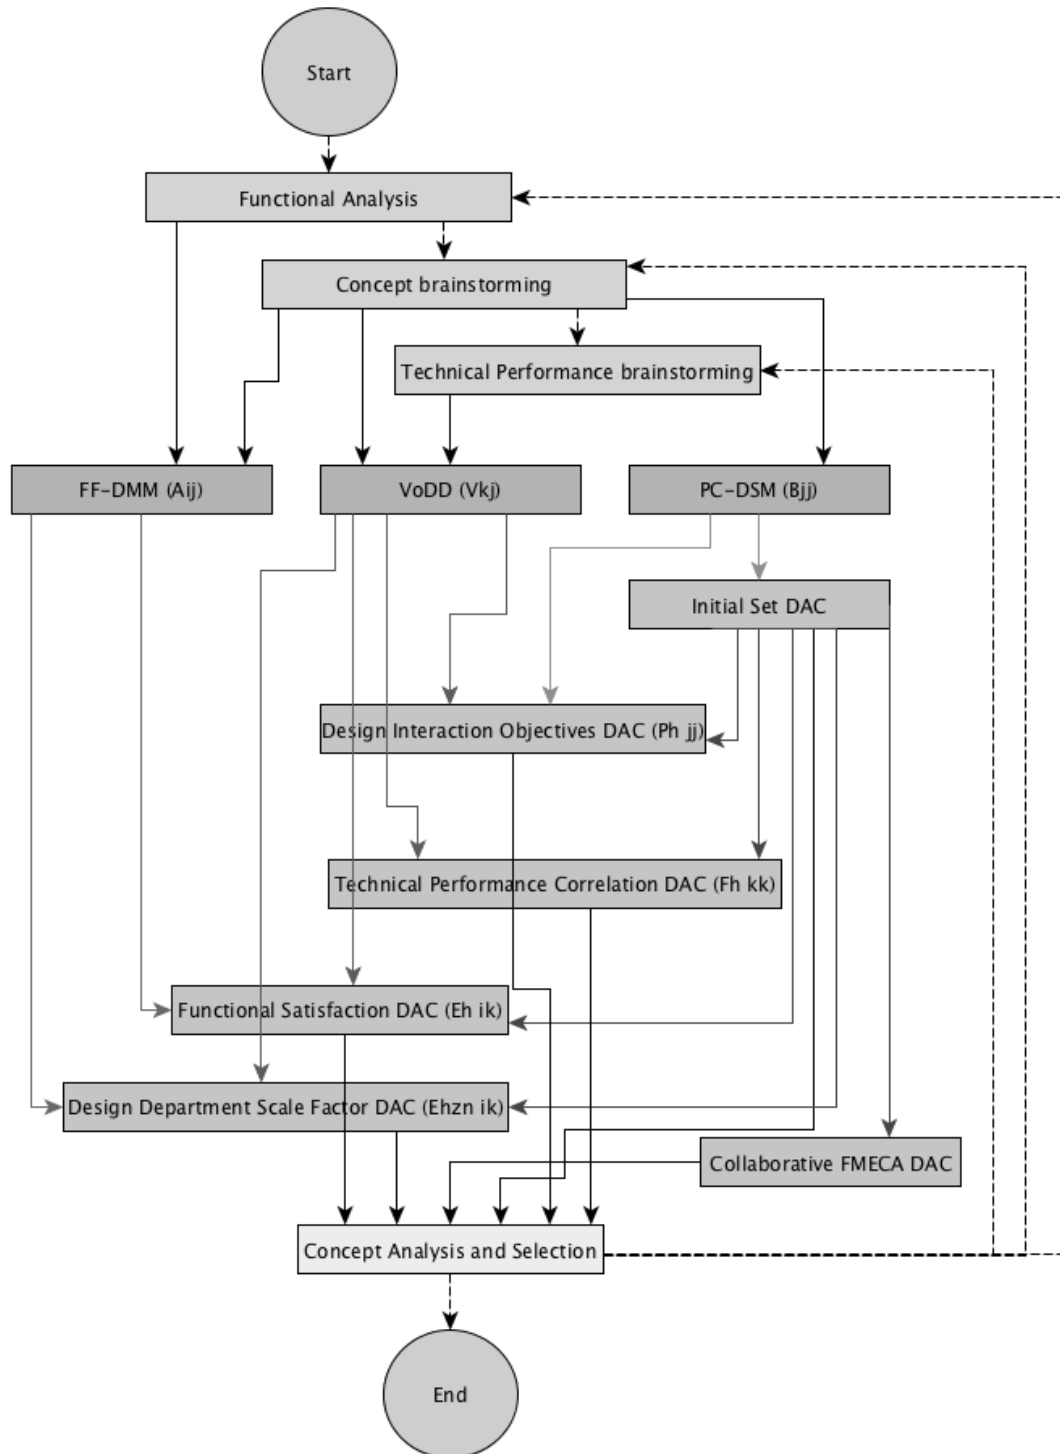 Start
Functional Analysis
Concept brainstorming
Technical Performance brainstorming
FF-DMM (Aij)
VoDD (Vkj)
PC-DSM (Bjj)
Initial Set DAC
Design Interaction Objectives DAC (Ph jj)
Technical Performance Correlation DAC (Fh kk)
Functional Satisfaction DAC (Eh ik)
Design Department Scale Factor DAC (Ehzn ik)
Collaborative FMECA DAC
Concept Analysis and Selection
End